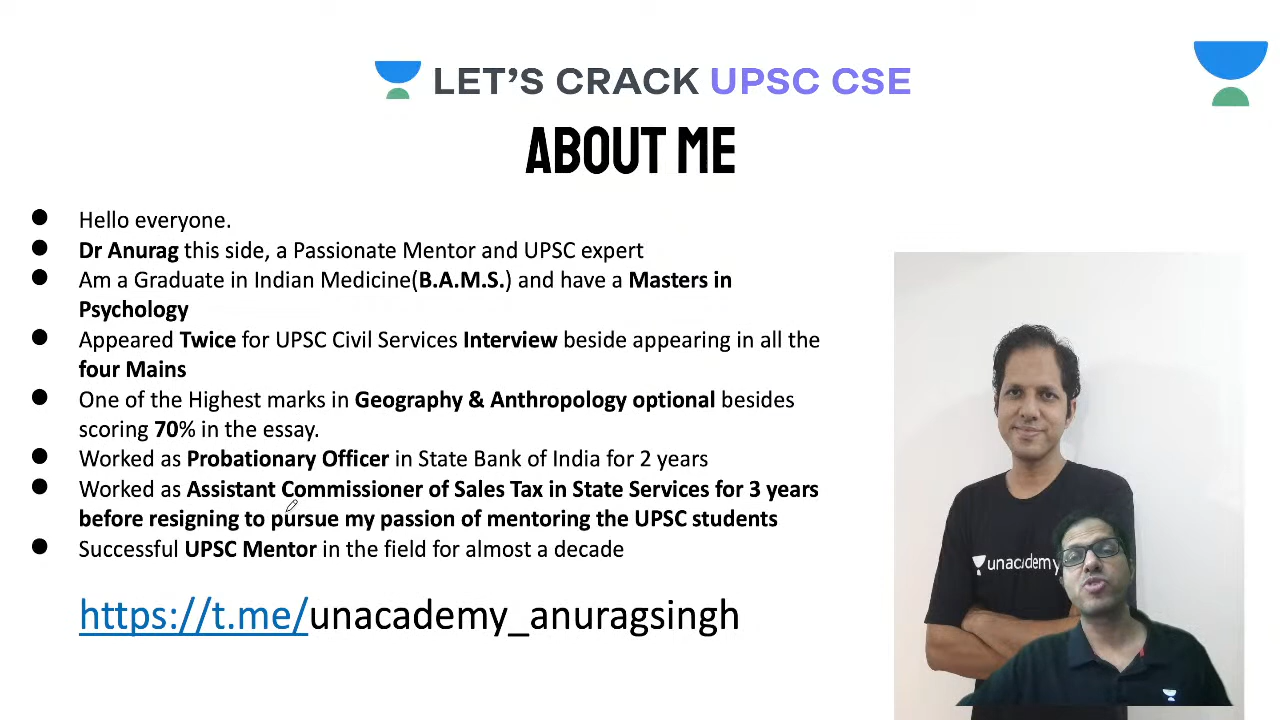 LET'S CRACK UPSC CSE
ABOUT ME
● Hello everyone.
● Dr Anurag this side, a Passionate Mentor and UPSC expert
● Am a Graduate in Indian Medicine(B.A.M.S.) and have a Masters in
Psychology
● Appeared Twice for UPSC Civil Services Interview beside appearing in all the
four Mains
● One of the Highest marks in Geography & Anthropology optional besides
scoring 70% in the essay.
● Worked as Probationary Officer in State Bank of India for 2 years
● Worked as Assistant Commissioner of Sales Tax in State Services for 3 years
before resigning to pursue my passion of mentoring the UPSC students
● Successful UPSC Mentor in the field for almost a decade
unacademy
https://t.me/unacademy_anuragsingh